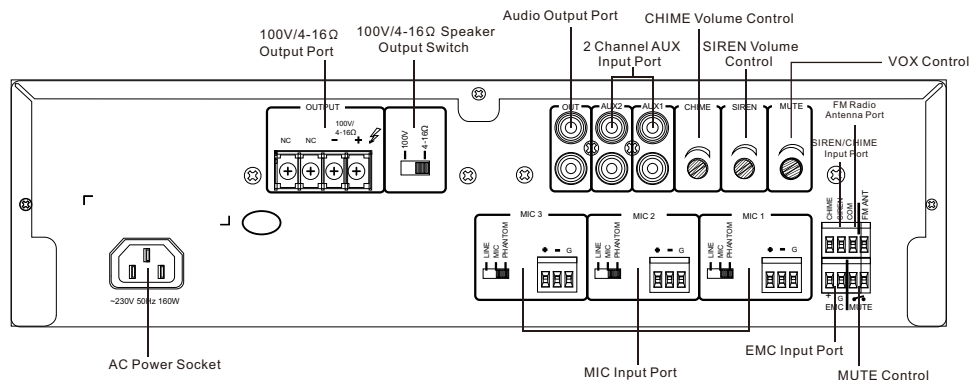 Audio Output Port
CHIME Volume Control
100V/4-16Ω
Output Port
100V/4-16Ω Speaker
Output Switch
2 Channel AUX
Input Port
SIREN Volume
Control
VOX Control
OUTPUT
100V/
4-16Ω
NC
NC
-
+
100V
4-16Ω
OUT
AUX2
AUX1
CHIME
SIREN
MUTE
FM Radio
Antenna Port
SIREN/CHIME
Input Port
CHIME
SIREN
COM
FM ANT
MIC 3
LINE
MIC
PHANTOM
+ - G
MIC 2
LINE
MIC
PHANTOM
+ - G
MIC 1
LINE
MIC
PHANTOM
+ - G
+ G
EMC
MUTE
~230V 50Hz 160W
AC Power Socket
MIC Input Port
EMC Input Port
MUTE Control